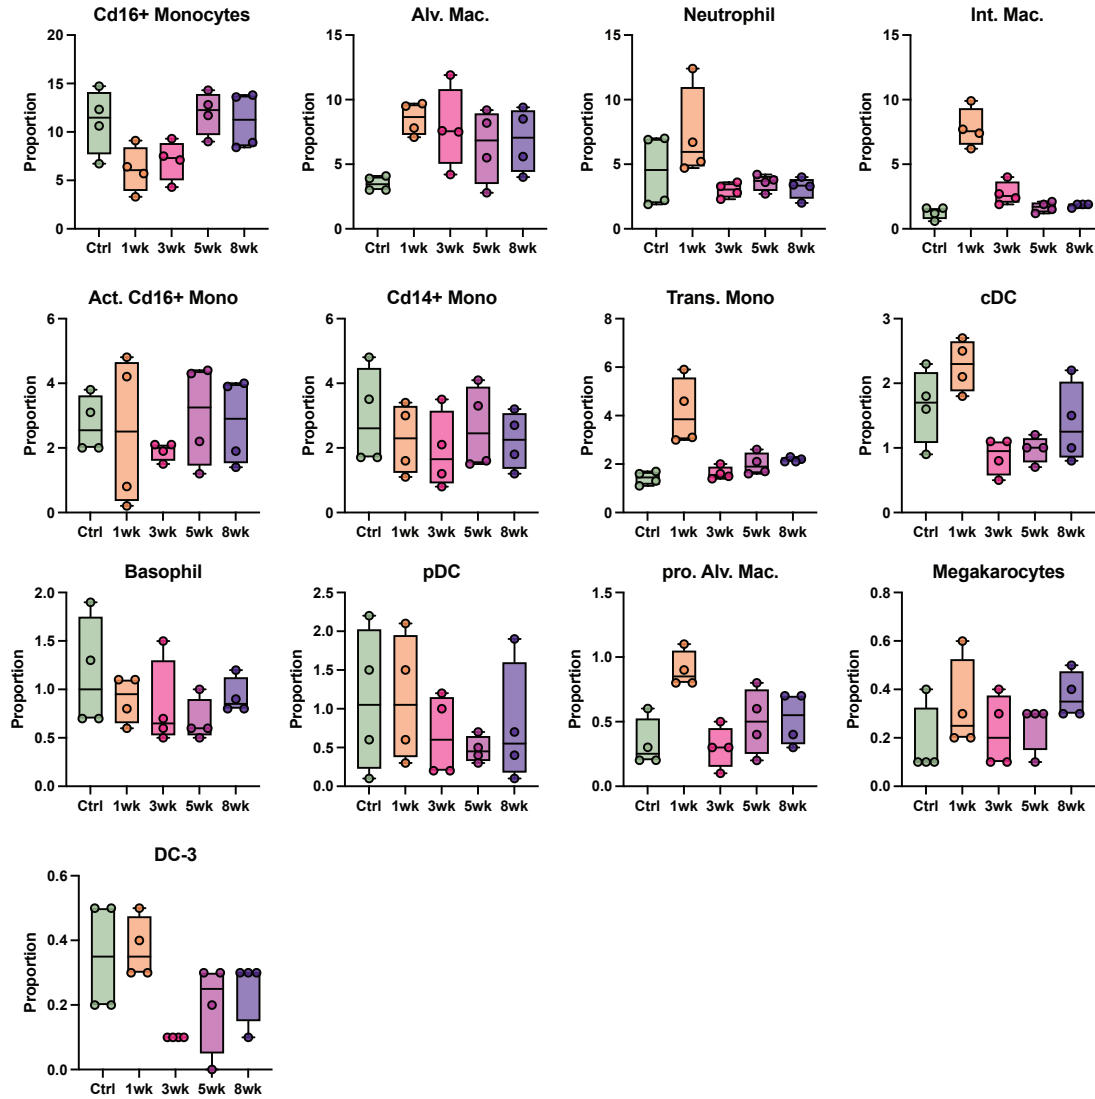 Cd16+ Monocytes
Proportion
20
15
10
5
0
Ctrl 1wk 3wk 5wk 8wk
Alv. Mac.
Proportion
15
10
5
0
Ctrl 1wk 3wk 5wk 8wk
Neutrophil
Proportion
15
10
5
0
Ctrl 1wk 3wk 5wk 8wk
Int. Mac.
Proportion
15
10
5
0
Ctrl 1wk 3wk 5wk 8wk
Act. Cd16+ Mono
Proportion
6
4
2
0
Ctrl 1wk 3wk 5wk 8wk
Cd14+ Mono
Proportion
6
4
2
0
Ctrl 1wk 3wk 5wk 8wk
Trans. Mono
Proportion
8
6
4
2
0
Ctrl 1wk 3wk 5wk 8wk
cDC
Proportion
3
2
1
0
Ctrl 1wk 3wk 5wk 8wk
Basophil
Proportion
2.0
1.5
1.0
0.5
0.0
Ctrl 1wk 3wk 5wk 8wk
pDC
Proportion
2.5
2.0
1.5
1.0
0.5
0.0
Ctrl 1wk 3wk 5wk 8wk
pro. Alv. Mac.
Proportion
1.5
1.0
0.5
0.0
Ctrl 1wk 3wk 5wk 8wk
Megakarocytes
Proportion
0.8
0.6
0.4
0.2
0.0
Ctrl 1wk 3wk 5wk 8wk
DC-3
Proportion
0.6
0.4
0.2
0.0
Ctrl 1wk 3wk 5wk 8wk